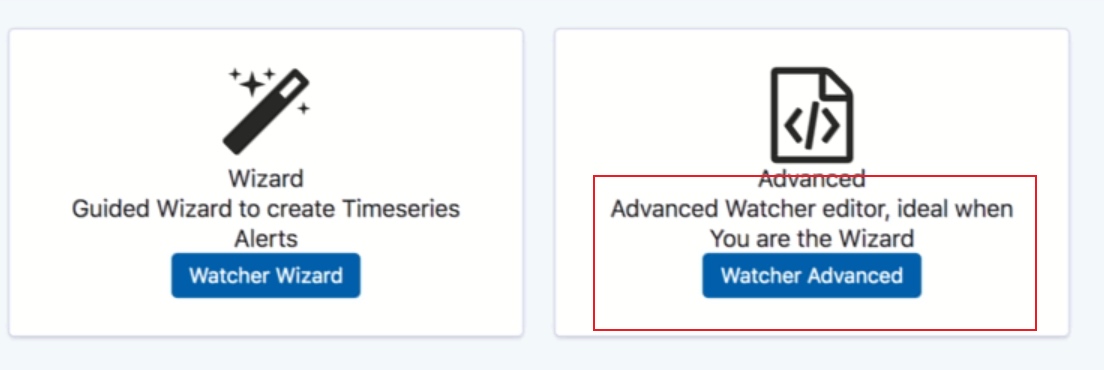 Wizard
Guided Wizard to create Timeseries
Alerts
Watcher Wizard
Advanced
Advanced Watcher editor, ideal when
You are the Wizard
Watcher Advanced